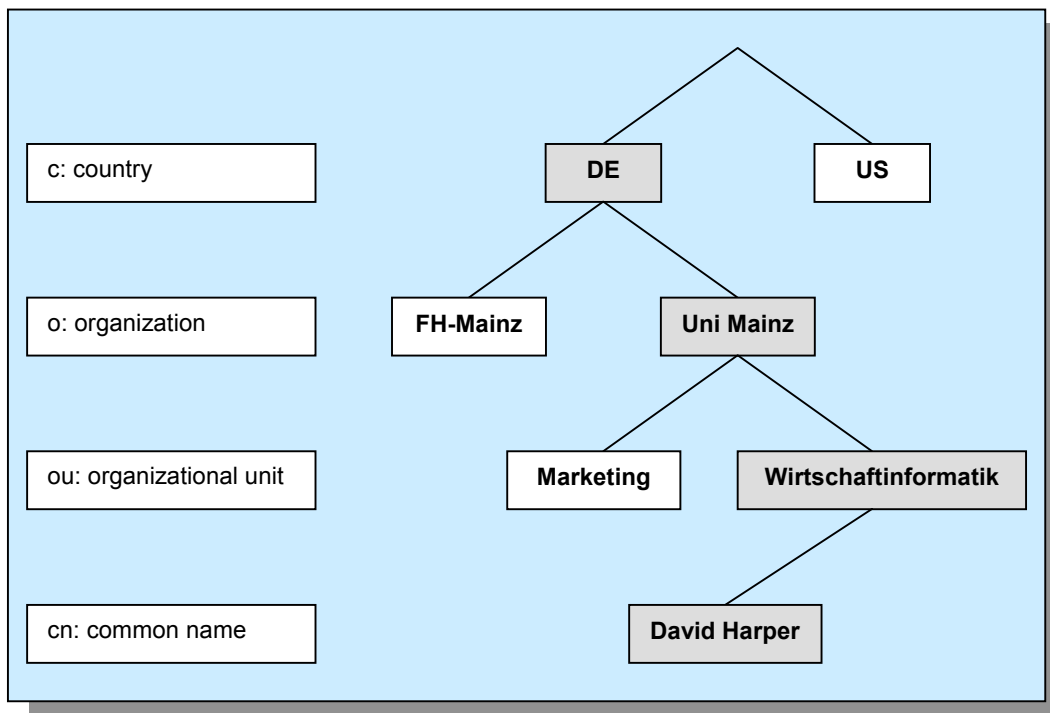 c: country
DE
US
o: organization
FH-Mainz
Uni Mainz
ou: organizational unit
Marketing
Wirtschaftinformatik
cn: common name
David Harper